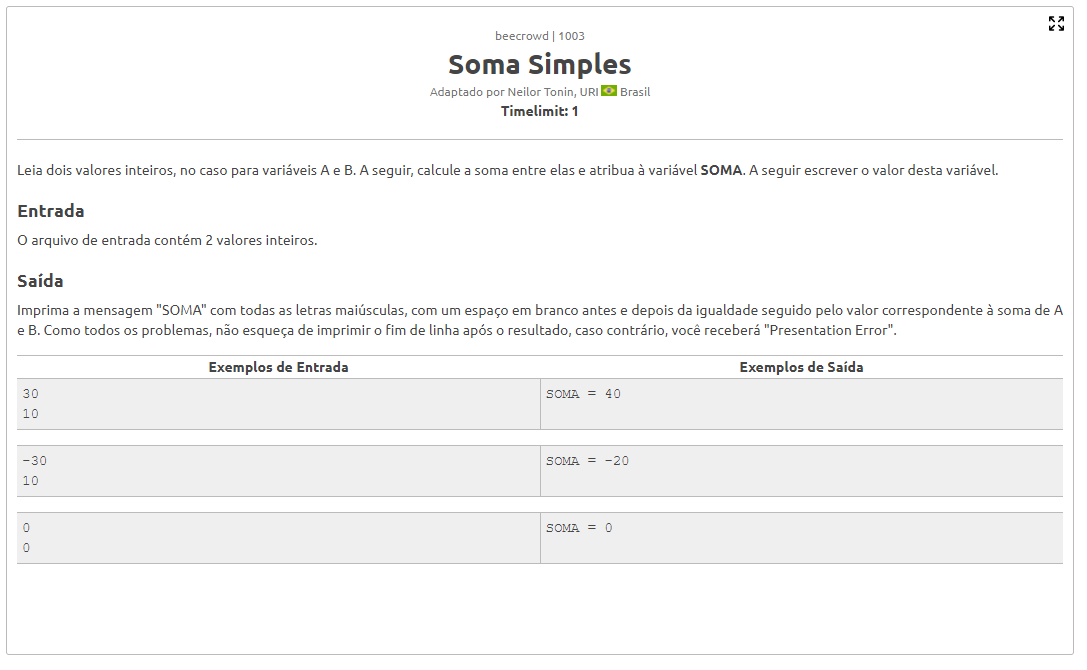 beecrowd | 1003
Soma Simples
Adaptado por Neilor Tonin, URI Brasil
Timelimit: 1
Leia dois valores inteiros, no caso para variáveis A e B. A seguir, calcule a soma entre elas e atribua à variável SOMA. A seguir escrever o valor desta variável.
Entrada
O arquivo de entrada contém 2 valores inteiros.
Saída
Imprima a mensagem "SOMA" com todas as letras maiúsculas, com um espaço em branco antes e depois da igualdade seguido pelo valor correspondente à soma de A
e B. Como todos os problemas, não esqueça de imprimir o fim de linha após o resultado, caso contrário, você receberá "Presentation Error".
Exemplos de Entrada Exemplos de Saída
30 SOMA = 40
10
-30 SOMA = -20
10
0 SOMA = 0
0